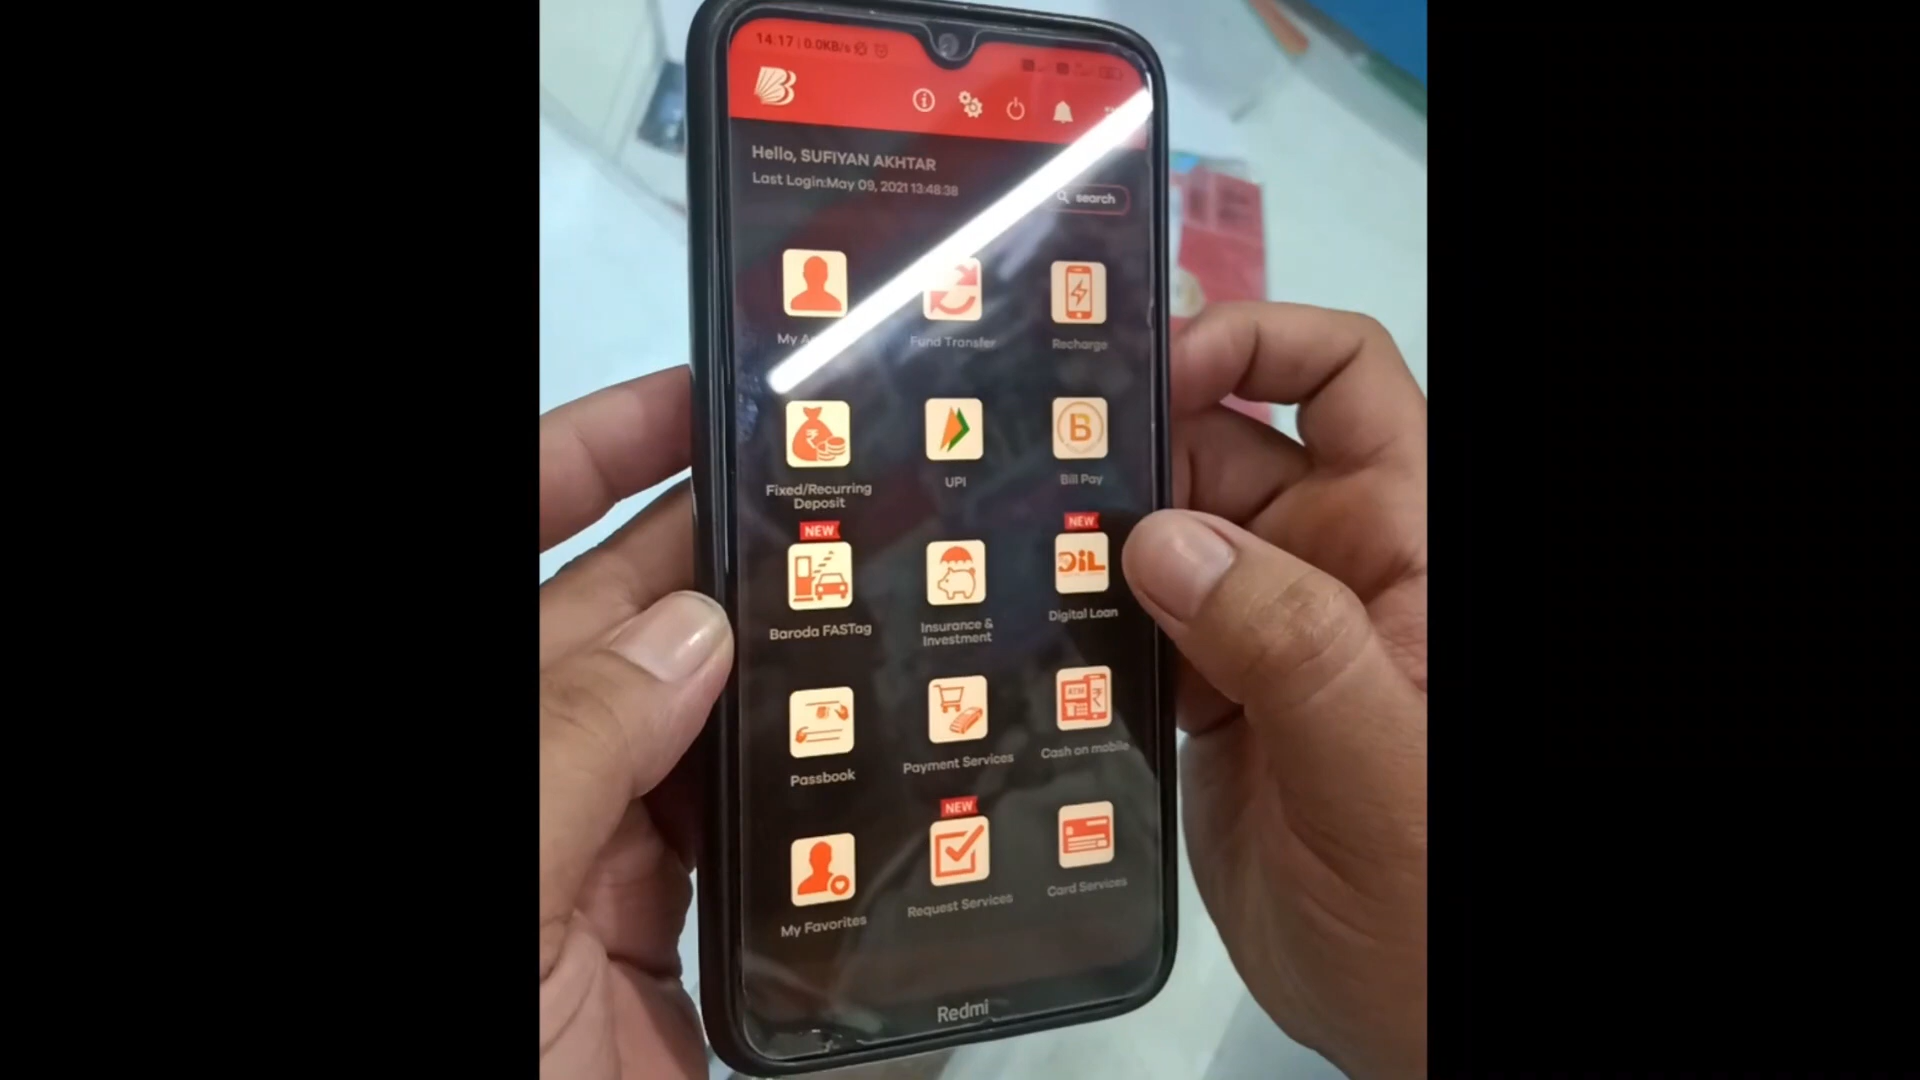 14:17 | 0.0KB/s
Hello, SUFIYAN AKHTAR
Last Login:May 09, 2021 13:48:38
search
My
Fund Transfer
Recharge
B
Fixed/Recurring
Deposit
UPI
Bill Pay
NEW
NEW
DiL
Baroda FASTag
Insurance &
Investment
Digital Loan
ATM
Passbook
Payment Services
Cash on mobile
NEW
My Favorites
Request Services
Card Services
Redmi